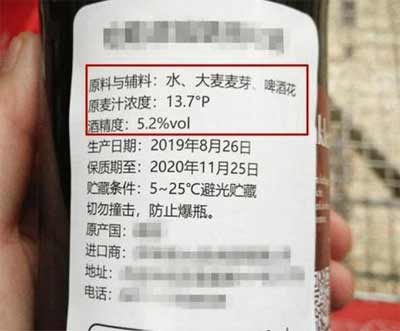 原料与辅料：水、大麦麦芽、啤酒花
原麦汁浓度：13.7°P
酒精度：5.2%vol
生产日期：2019年8月26日
保质期至：2020年11月25日
贮藏条件：5~25℃避光贮藏
切勿撞击，防止爆瓶。
原产国：
进口商：
地址：
电话：